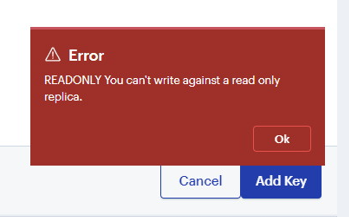 Error
READONLY You can't write against a read only
replica.
Ok
Cancel
Add Key